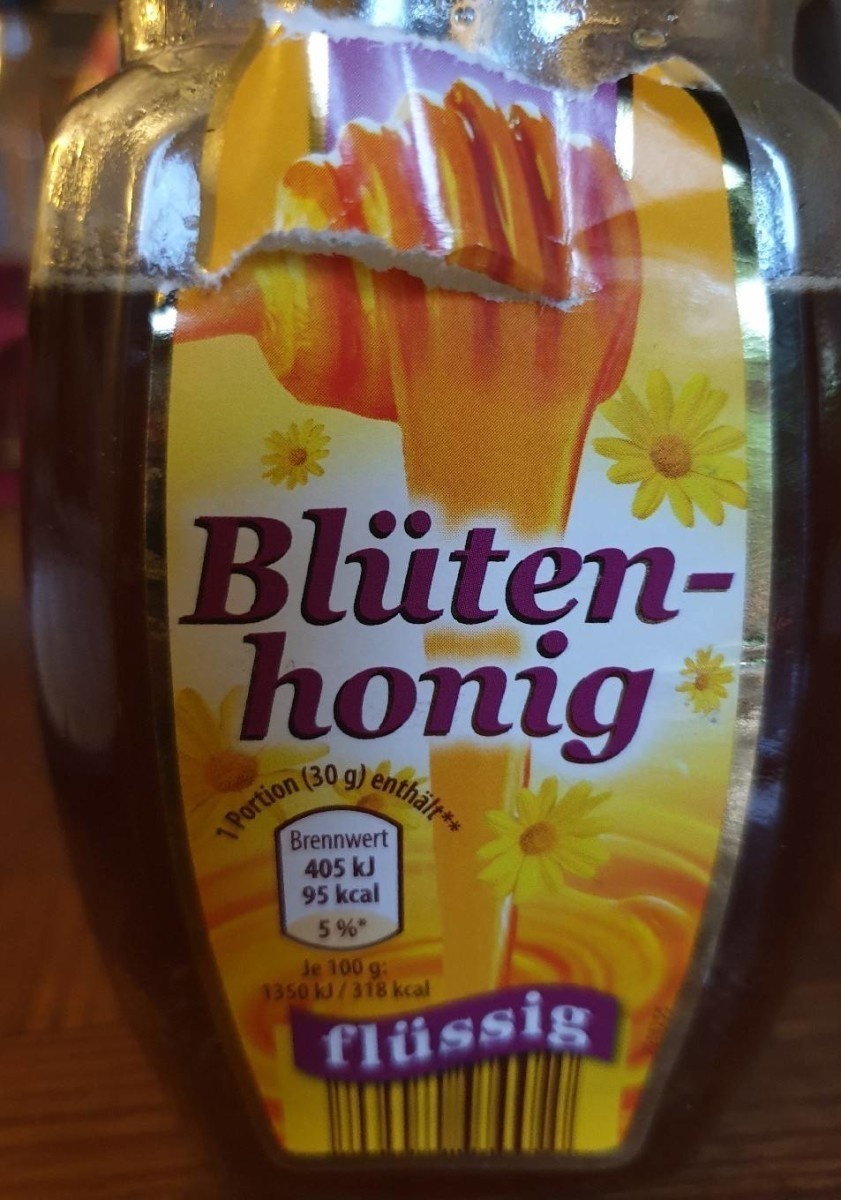 Blüten-
honig
1 Portion (30 g) enthält**
Brennwert
405 kJ
95 kcal
5 %*
Je 100 g:
1350 kJ / 318 kcal
flüssig